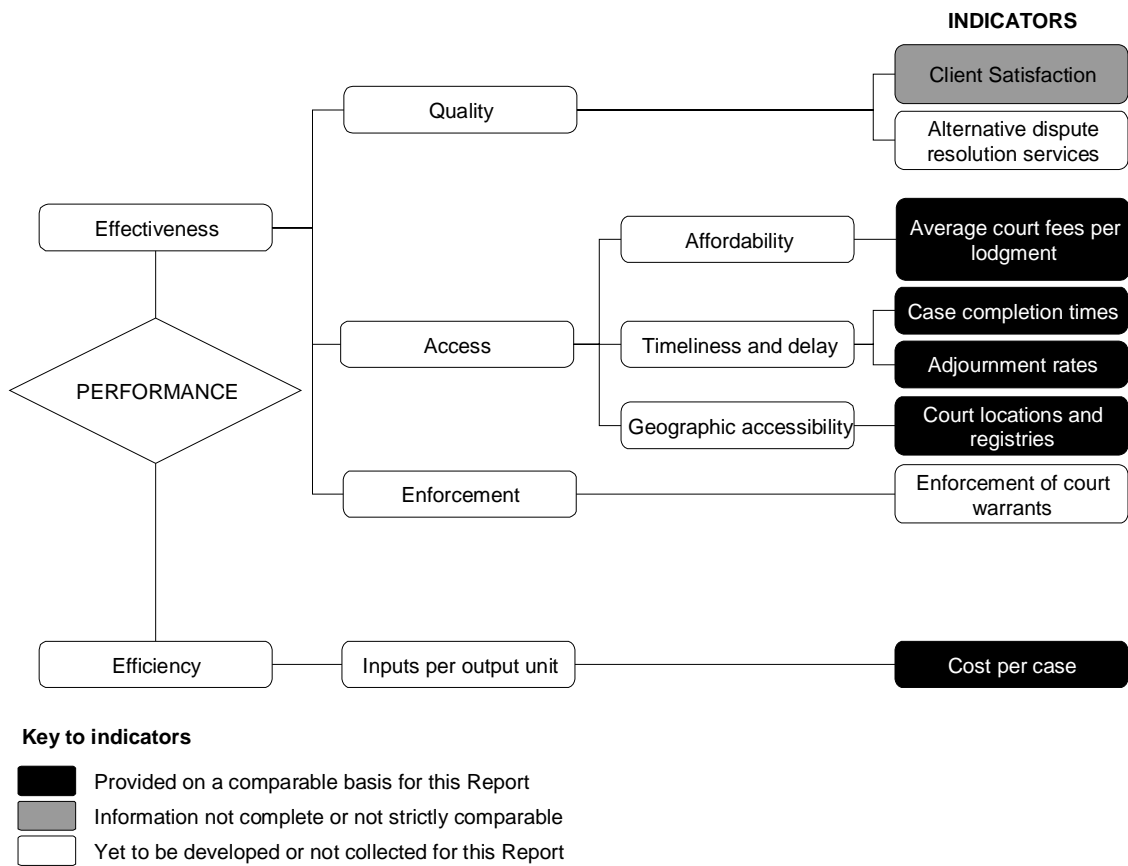 INDICATORS
Client Satisfaction
Quality
Alternative dispute
resolution services
Effectiveness
Affordability
Average court fees per
lodgment
Case completion times
Access
Timeliness and delay
Adjournment rates
PERFORMANCE
Geographic accessibility
Court locations and
registries
Enforcement
Enforcement of court
warrants
Efficiency
Inputs per output unit
Cost per case
Key to indicators
Provided on a comparable basis for this Report
Information not complete or not strictly comparable
Yet to be developed or not collected for this Report